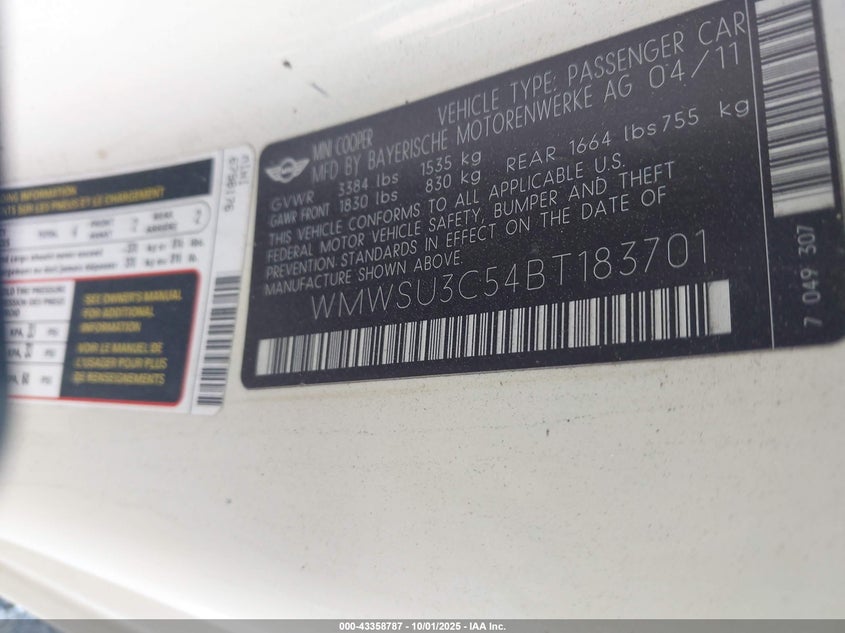 MINI COOPER VEHICLE TYPE: PASSENGER CAR
MFD BY BAYERISCHE MOTORENWERKE AG 04/11
GVWR 3384 lbs 1535 kg
GAWR FRONT 1830 lbs 830 kg REAR 1664 lbs 755 kg
THIS VEHICLE CONFORMS TO ALL APPLICABLE U.S.
FEDERAL MOTOR VEHICLE SAFETY, BUMPER AND THEFT
PREVENTION STANDARDS IN EFFECT ON THE DATE OF
MANUFACTURE SHOWN ABOVE.
WMWSU3C54BT183701
7 049 307
SEE OWNER'S MANUAL
FOR ADDITIONAL
INFORMATION
VOIR LE MANUEL DE
L'USAGER POUR PLUS
DE RENSEIGNEMENTS
000-43358787 - 10/01/2025 - IAA Inc.